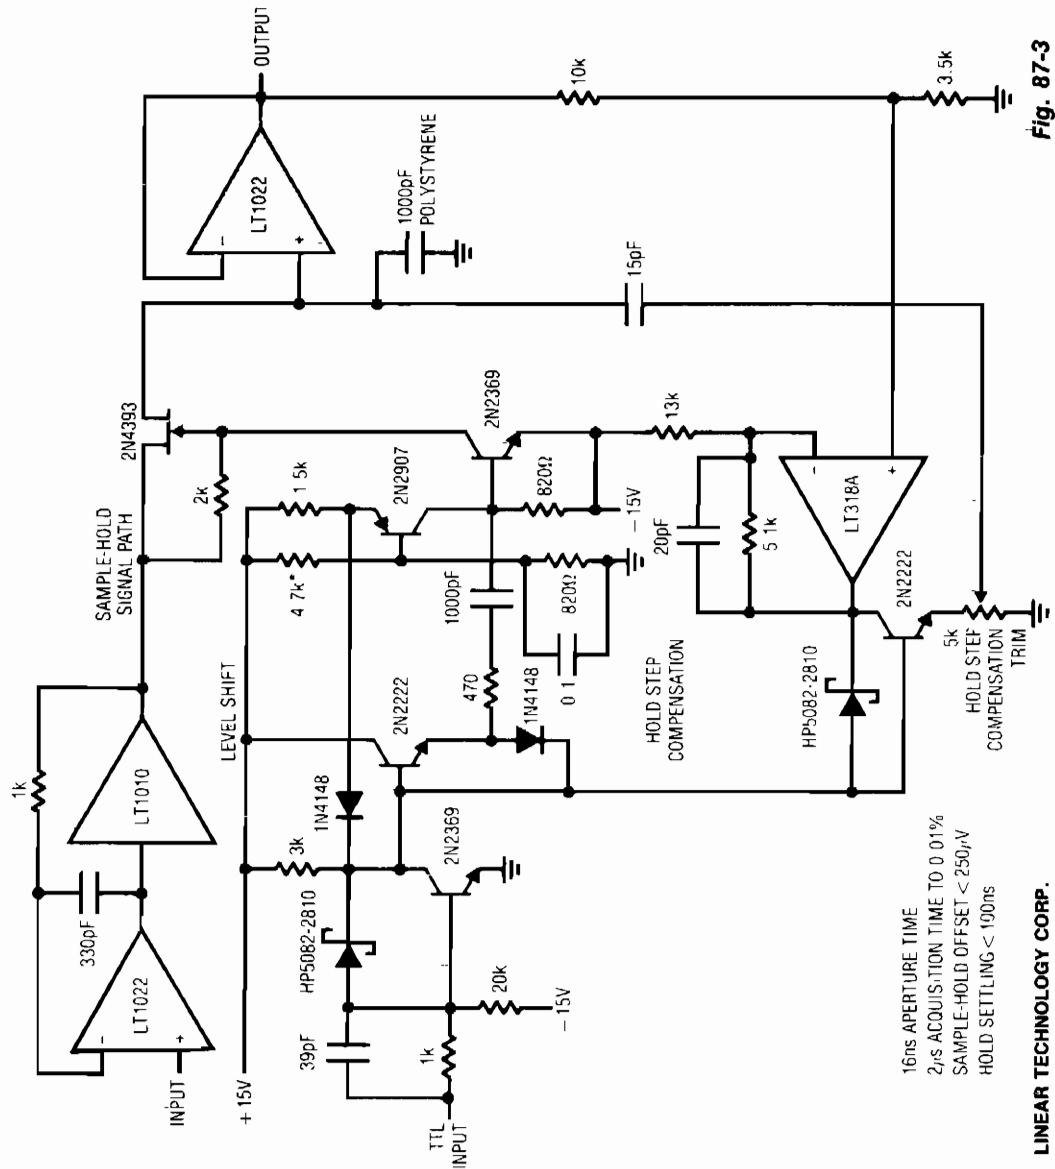 1k
330pF
LT1022
-
+
INPUT
LT1010
SAMPLE-HOLD
SIGNAL PATH
2N4393
2k
LT1022
-
+
OUTPUT
1000pF
POLYSTYRENE
+15V
LEVEL SHIFT
3k
1N4148
4 7k*
1 5k
2N2907
2N2369
HP5082-2810
2N2222
39pF
1k
TTL
INPUT
20k
-15V
2N2369
470
1N4148
1000pF
0 1
820Ω
820Ω
-15V
15pF
10k
3.5k
13k
HOLD STEP
COMPENSATION
20pF
5 1k
-
+
LT318A
HP5082-2810
2N2222
5k
HOLD STEP
COMPENSATION
TRIM
16ns APERTURE TIME
2μs ACQUISITION TIME TO 0 01%
SAMPLE-HOLD OFFSET < 250μV
HOLD SETTLING < 100ns
LINEAR TECHNOLOGY CORP.
Fig. 87-3